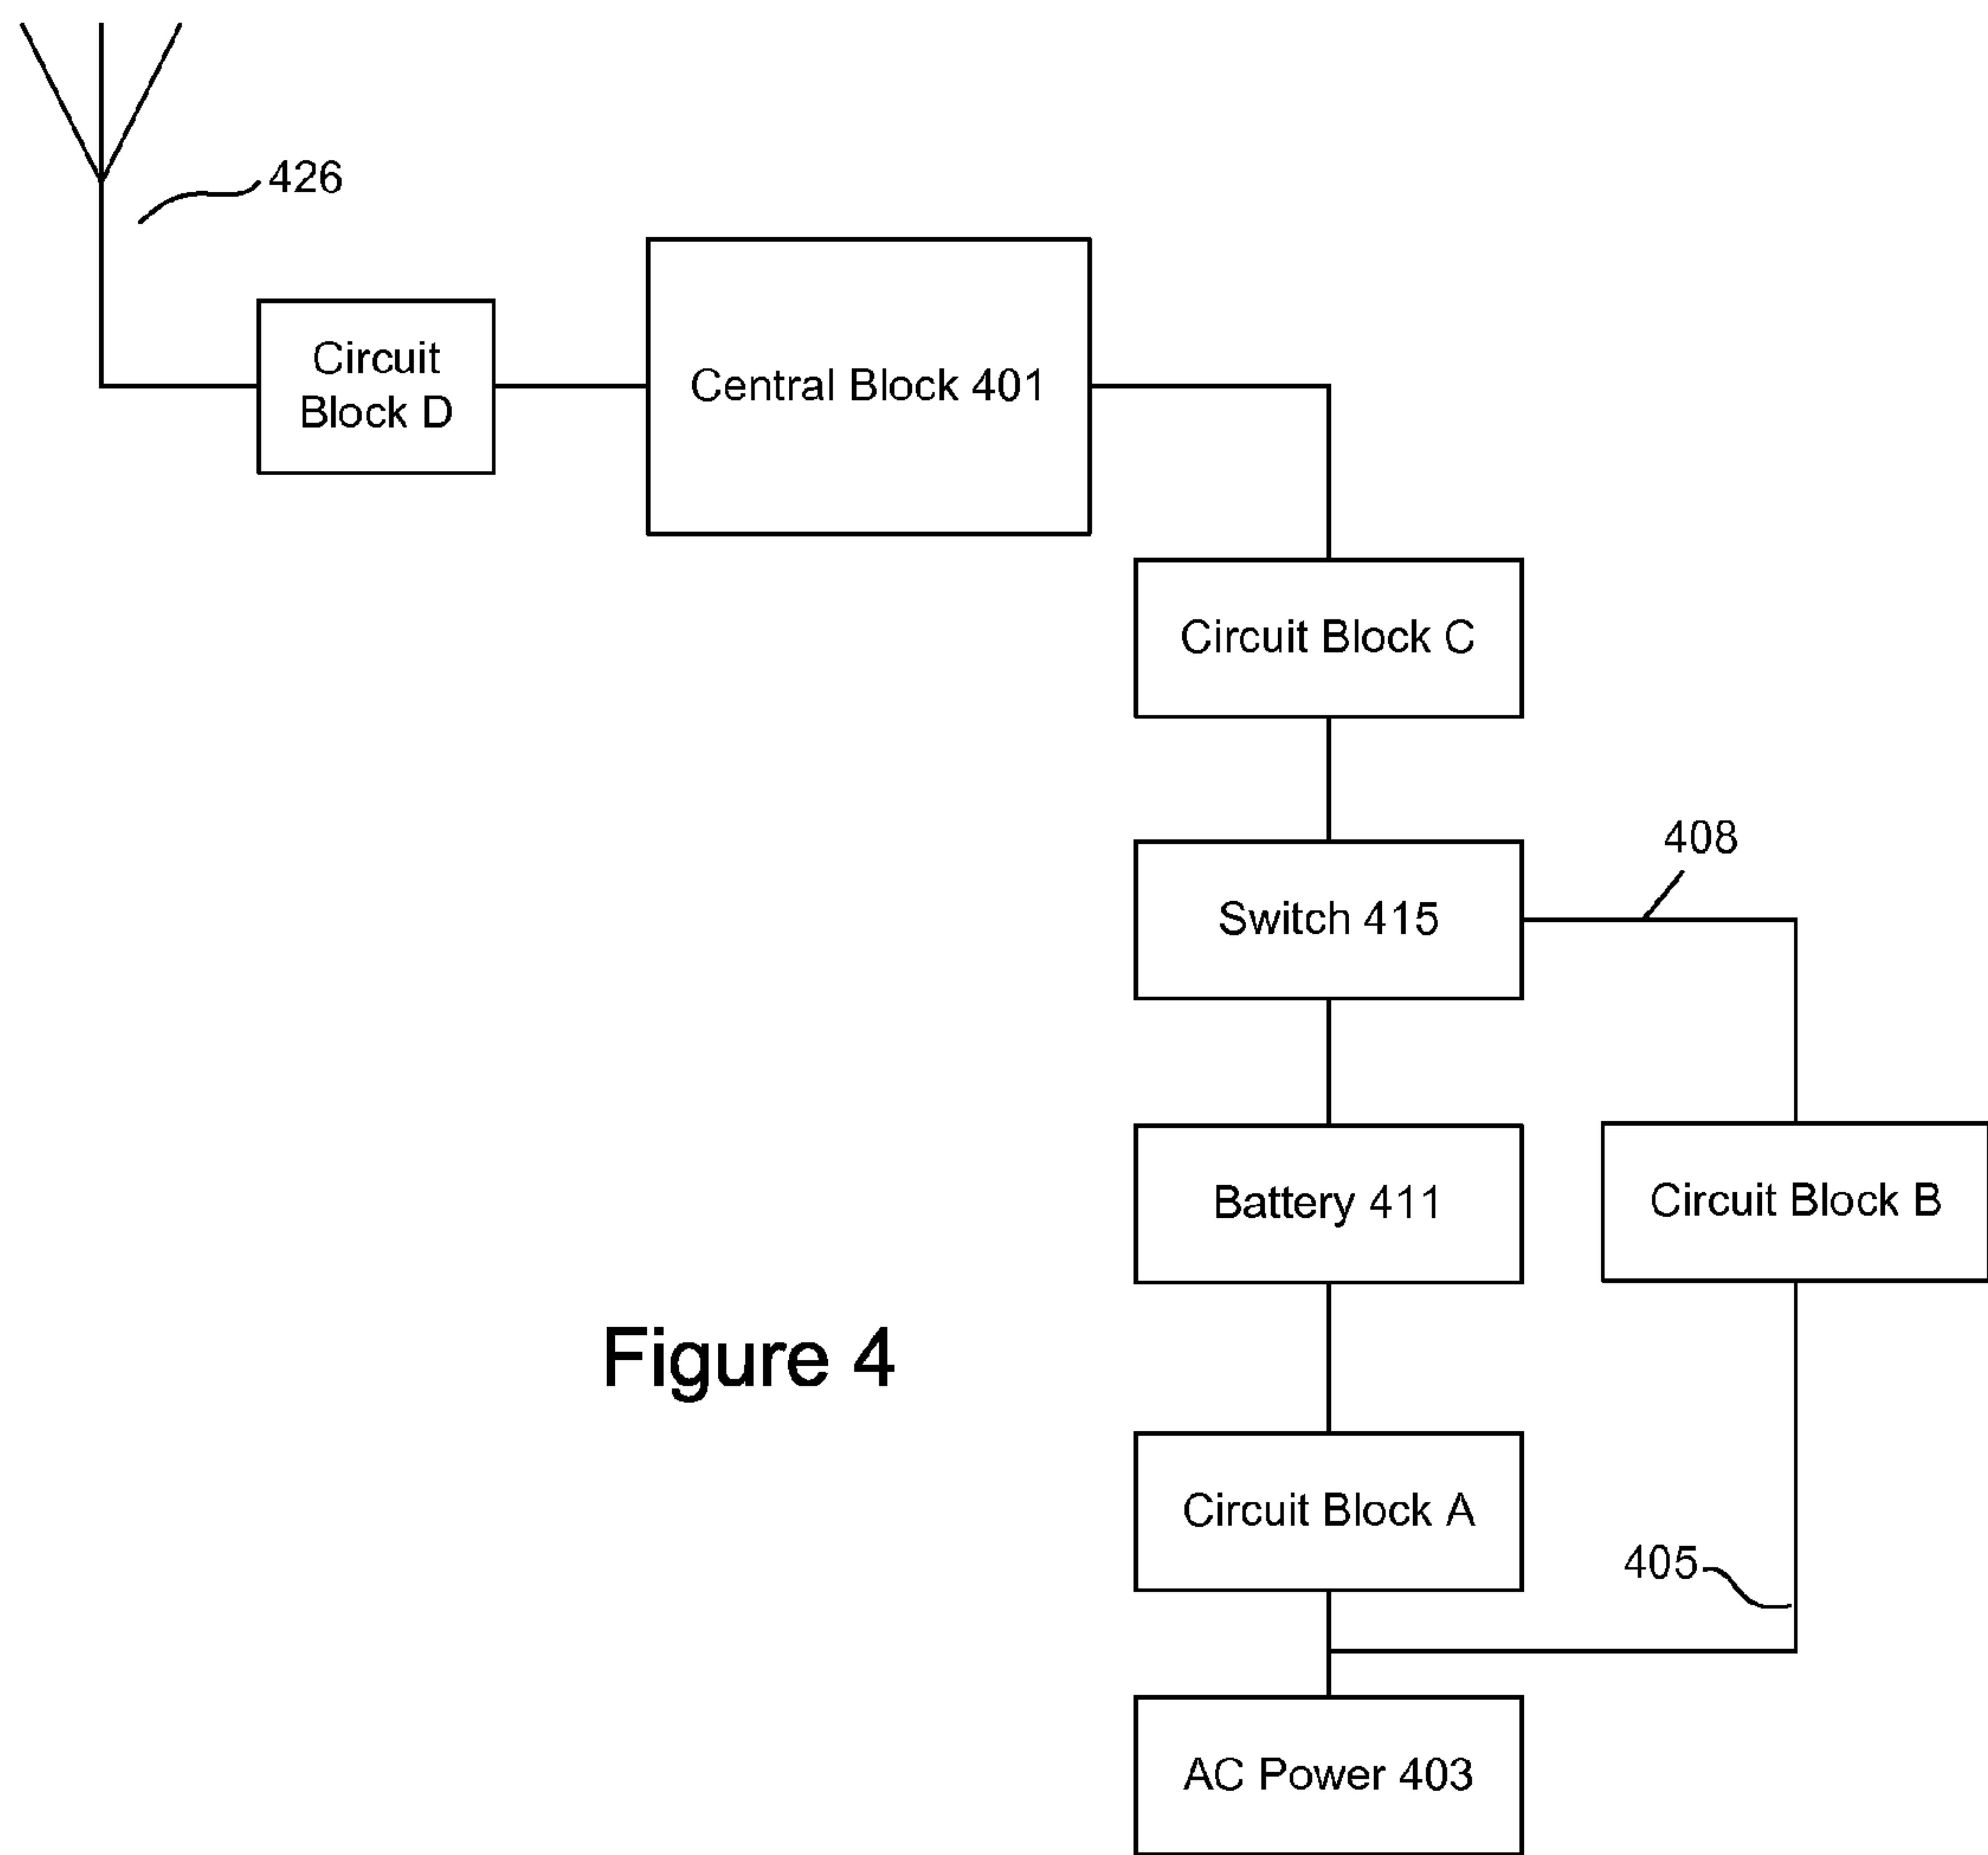 426
Circuit
Block D
Central Block 401
Circuit Block C
408
Switch 415
Battery 411
Circuit Block B
Figure 4
Circuit Block A
405
AC Power 403